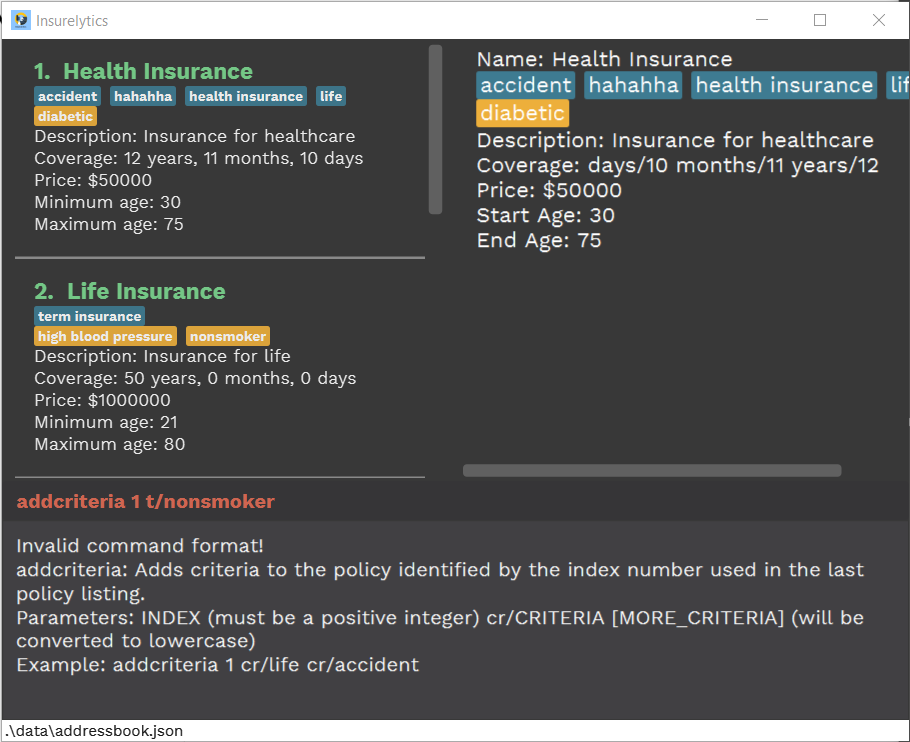 Insurelytics
1. Health Insurance
accident hahahha health insurance life
diabetic
Description: Insurance for healthcare
Coverage: 12 years, 11 months, 10 days
Price: $50000
Minimum age: 30
Maximum age: 75
2. Life Insurance
term insurance
high blood pressure nonsmoker
Description: Insurance for life
Coverage: 50 years, 0 months, 0 days
Price: $1000000
Minimum age: 21
Maximum age: 80
Name: Health Insurance
accident hahahha health insurance
diabetic
Description: Insurance for healthcare
Coverage: days/10 months/11 years/12
Price: $50000
Start Age: 30
End Age: 75
addcriteria 1 t/nonsmoker
Invalid command format!
addcriteria: Adds criteria to the policy identified by the index number used in the last
policy listing.
Parameters: INDEX (must be a positive integer) cr/CRITERIA [MORE_CRITERIA] (will be
converted to lowercase)
Example: addcriteria 1 cr/life cr/accident
.\data\addressbook.json